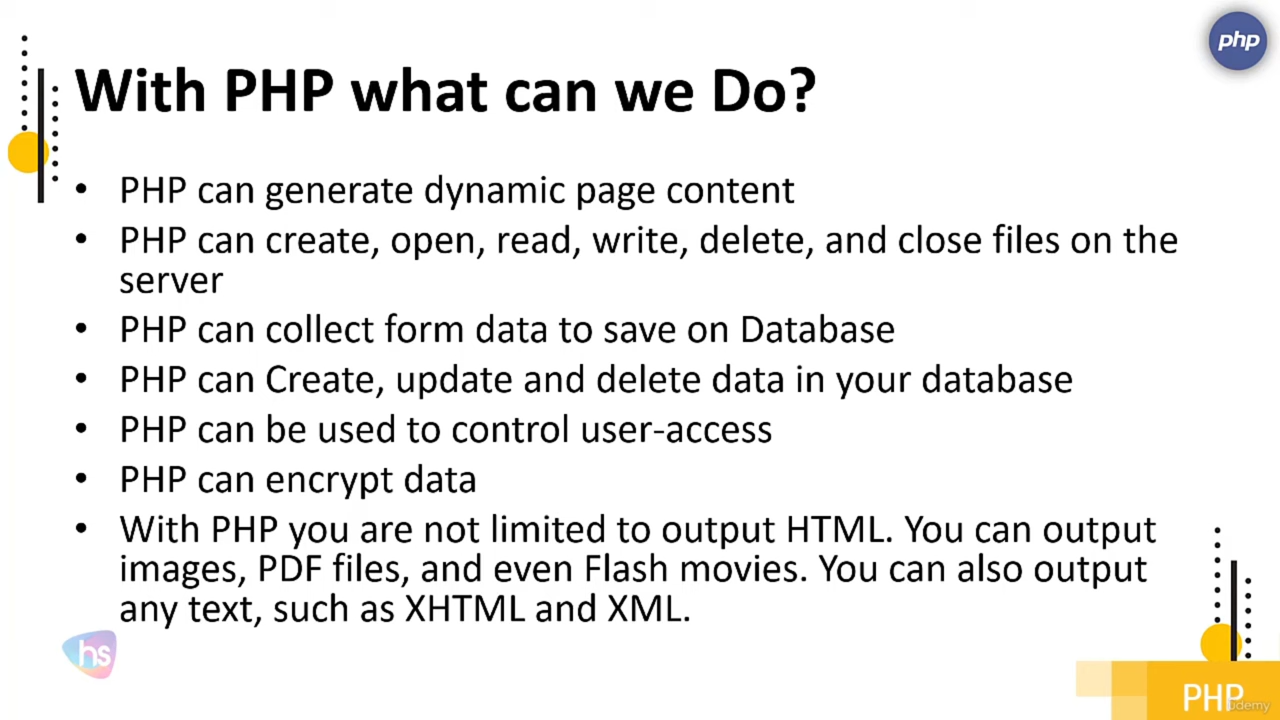 php
With PHP what can we Do?
• PHP can generate dynamic page content
• PHP can create, open, read, write, delete, and close files on the
server
• PHP can collect form data to save on Database
• PHP can Create, update and delete data in your database
• PHP can be used to control user-access
• PHP can encrypt data
• With PHP you are not limited to output HTML. You can output
images, PDF files, and even Flash movies. You can also output
any text, such as XHTML and XML.
hs
PHP
Udemy